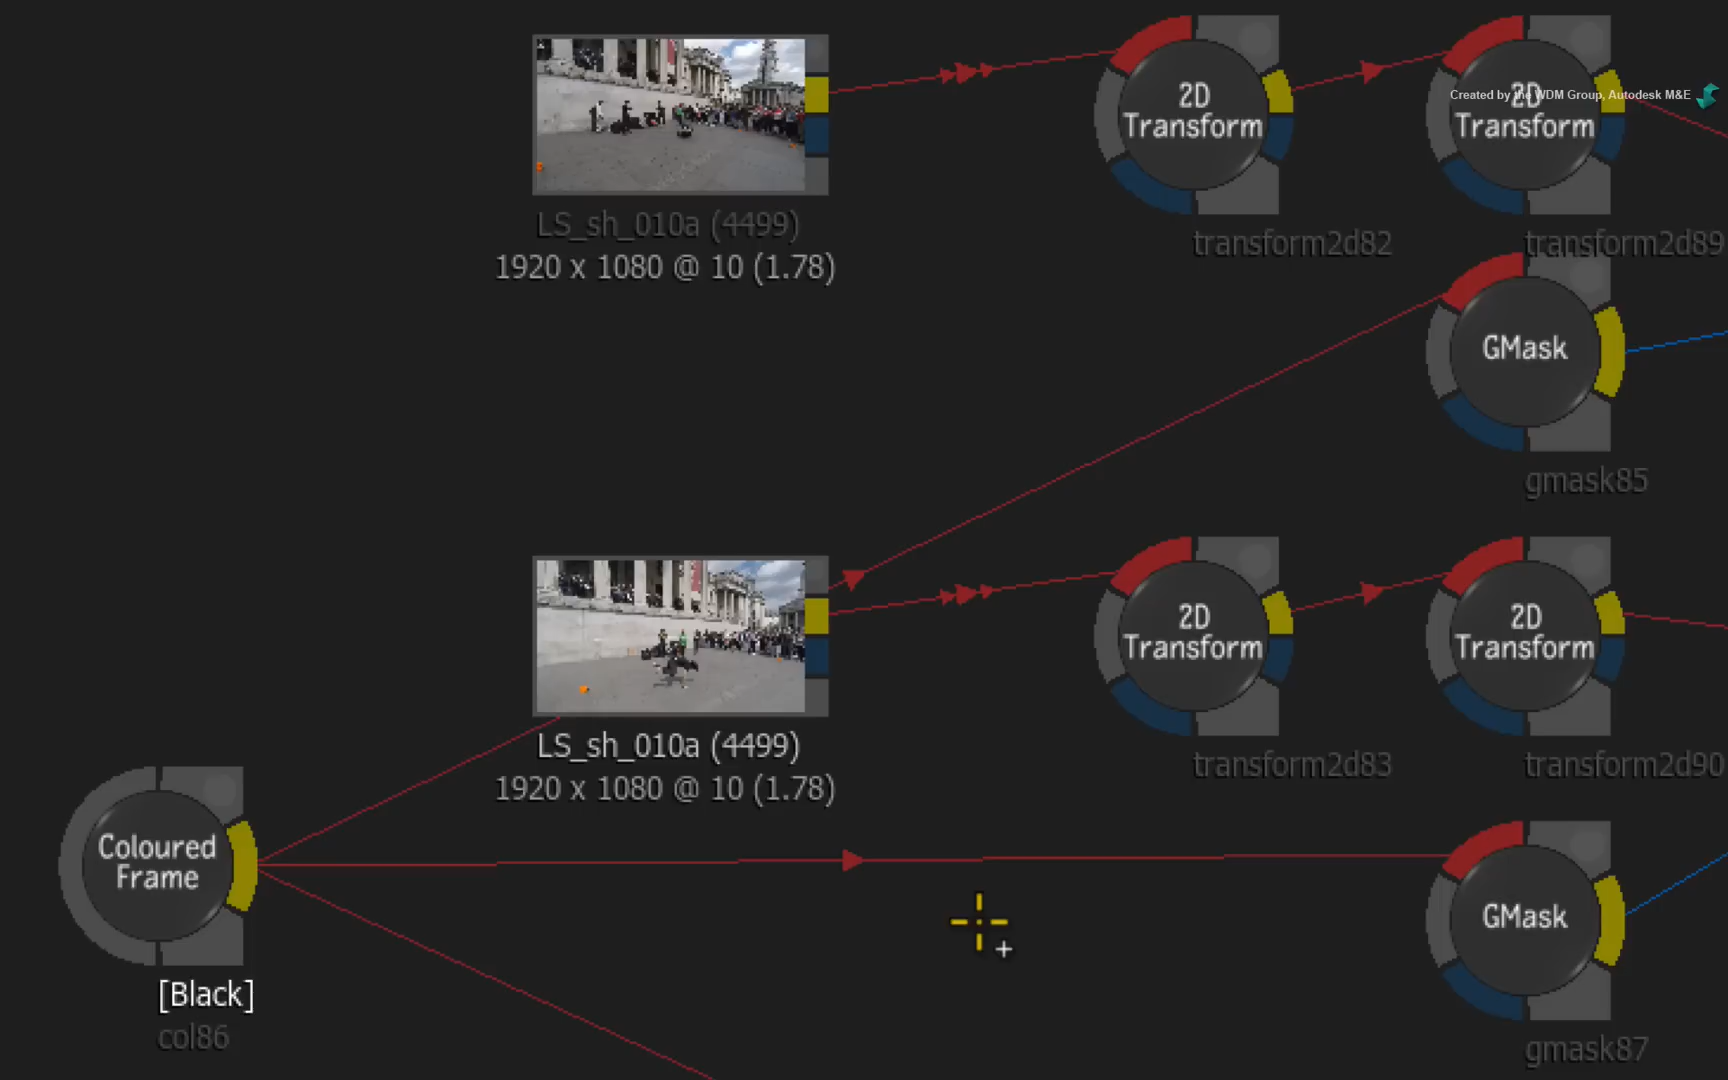 2D
Transform
2D
Transform
Created by the WDM Group, Autodesk M&E
LS_sh_010a (4499)
1920 x 1080 @ 10 (1.78)
transform2d82
transform2d89
GMask
gmask85
2D
Transform
2D
Transform
LS_sh_010a (4499)
1920 x 1080 @ 10 (1.78)
transform2d83
transform2d90
Coloured
Frame
[Black]
col86
GMask
gmask87